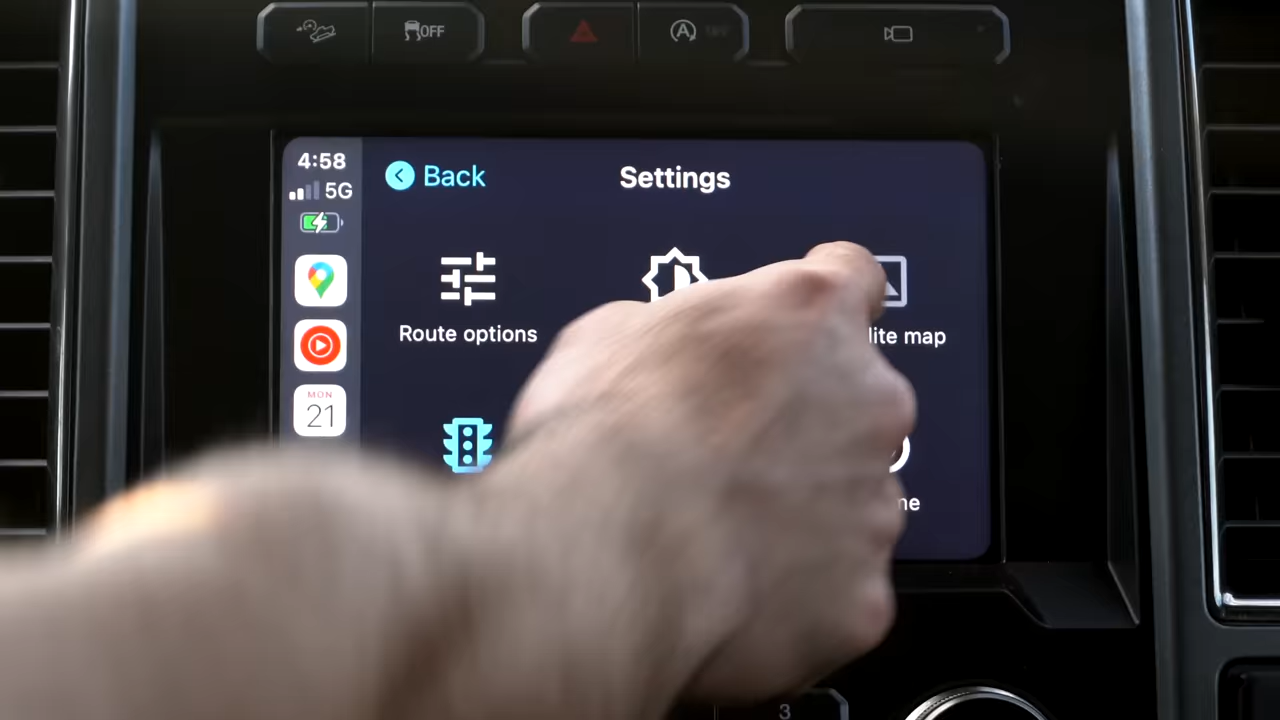 OFF
A
4:58
5G
Back
Settings
Route options
lite map
MON
21
ne
3